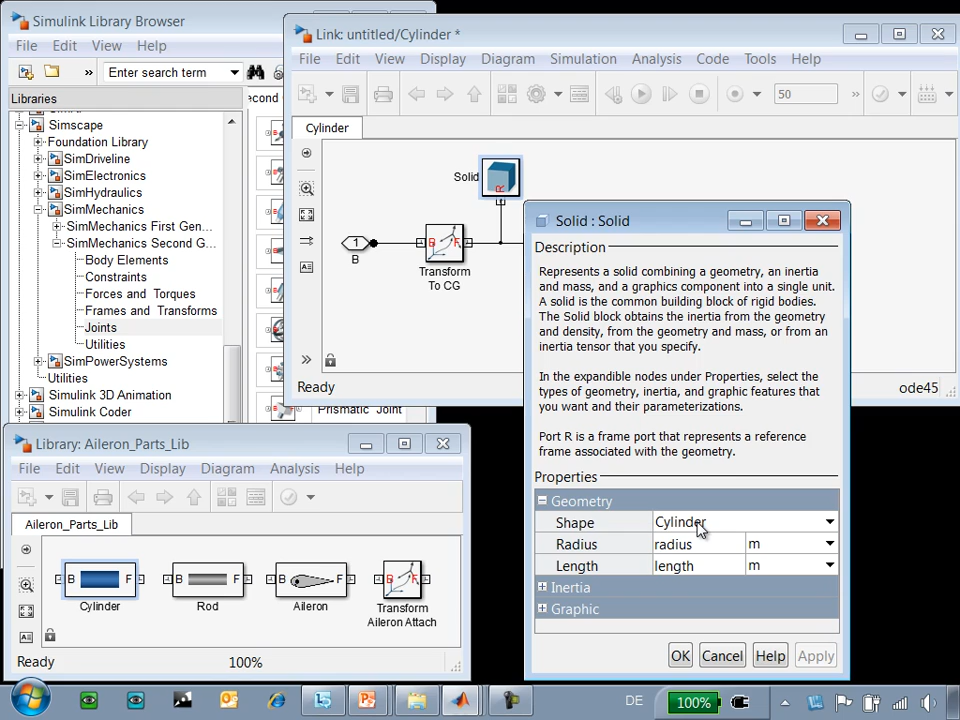 Simulink Library Browser
File Edit View Help
» Enter search term
Libraries
Simscape
Foundation Library
SimDriveline
SimElectronics
SimHydraulics
SimMechanics
SimMechanics First Gen...
SimMechanics Second G...
Body Elements
Constraints
Forces and Torques
Frames and Transforms
Joints
Utilities
SimPowerSystems
Utilities
Simulink 3D Animation
Simulink Coder
Prismatic Joint
Link: untitled/Cylinder *
File Edit View Display Diagram Simulation Analysis Code Tools Help
50 »
Cylinder
Solid
R
1
B
B F
Transform
To CG
»
Ready
ode45
Solid : Solid
Description
Represents a solid combining a geometry, an inertia
and mass, and a graphics component into a single unit.
A solid is the common building block of rigid bodies.
The Solid block obtains the inertia from the geometry
and density, from the geometry and mass, or from an
inertia tensor that you specify.
In the expandible nodes under Properties, select the
types of geometry, inertia, and graphic features that
you want and their parameterizations.
Port R is a frame port that represents a reference
frame associated with the geometry.
Properties
Geometry
Shape Cylinder
Radius radius m
Length length m
Inertia
Graphic
OK Cancel Help Apply
Library: Aileron_Parts_Lib
File Edit View Display Diagram Analysis Help
Aileron_Parts_Lib
B F
Cylinder
B F
Rod
B F
Aileron
B F
Transform
Aileron Attach
Ready 100%
DE 100%